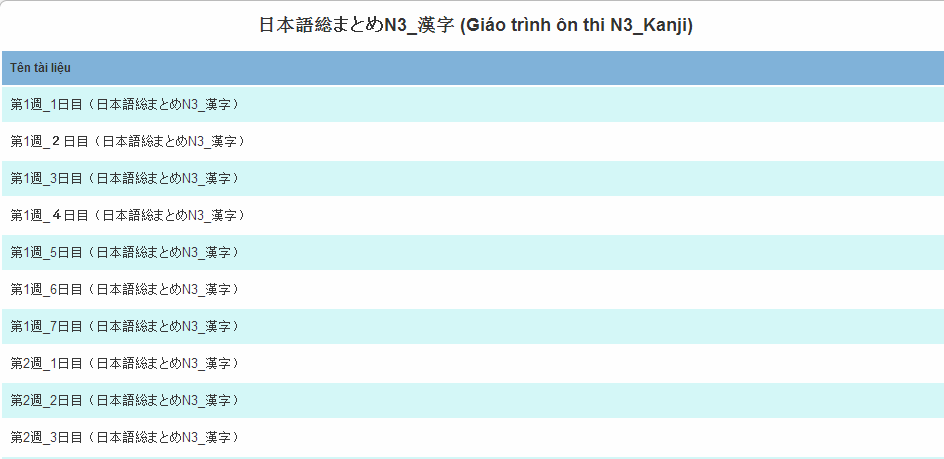 日本語総まとめN3_漢字 (Giáo trình ôn thi N3_Kanji)
Tên tài liệu
第1週_1日目（日本語総まとめN3_漢字）
第1週_２日目（日本語総まとめN3_漢字）
第1週_3日目（日本語総まとめN3_漢字）
第1週_４日目（日本語総まとめN3_漢字）
第1週_5日目（日本語総まとめN3_漢字）
第1週_6日目（日本語総まとめN3_漢字）
第1週_7日目（日本語総まとめN3_漢字）
第2週_1日目（日本語総まとめN3_漢字）
第2週_2日目（日本語総まとめN3_漢字）
第2週_3日目（日本語総まとめN3_漢字）